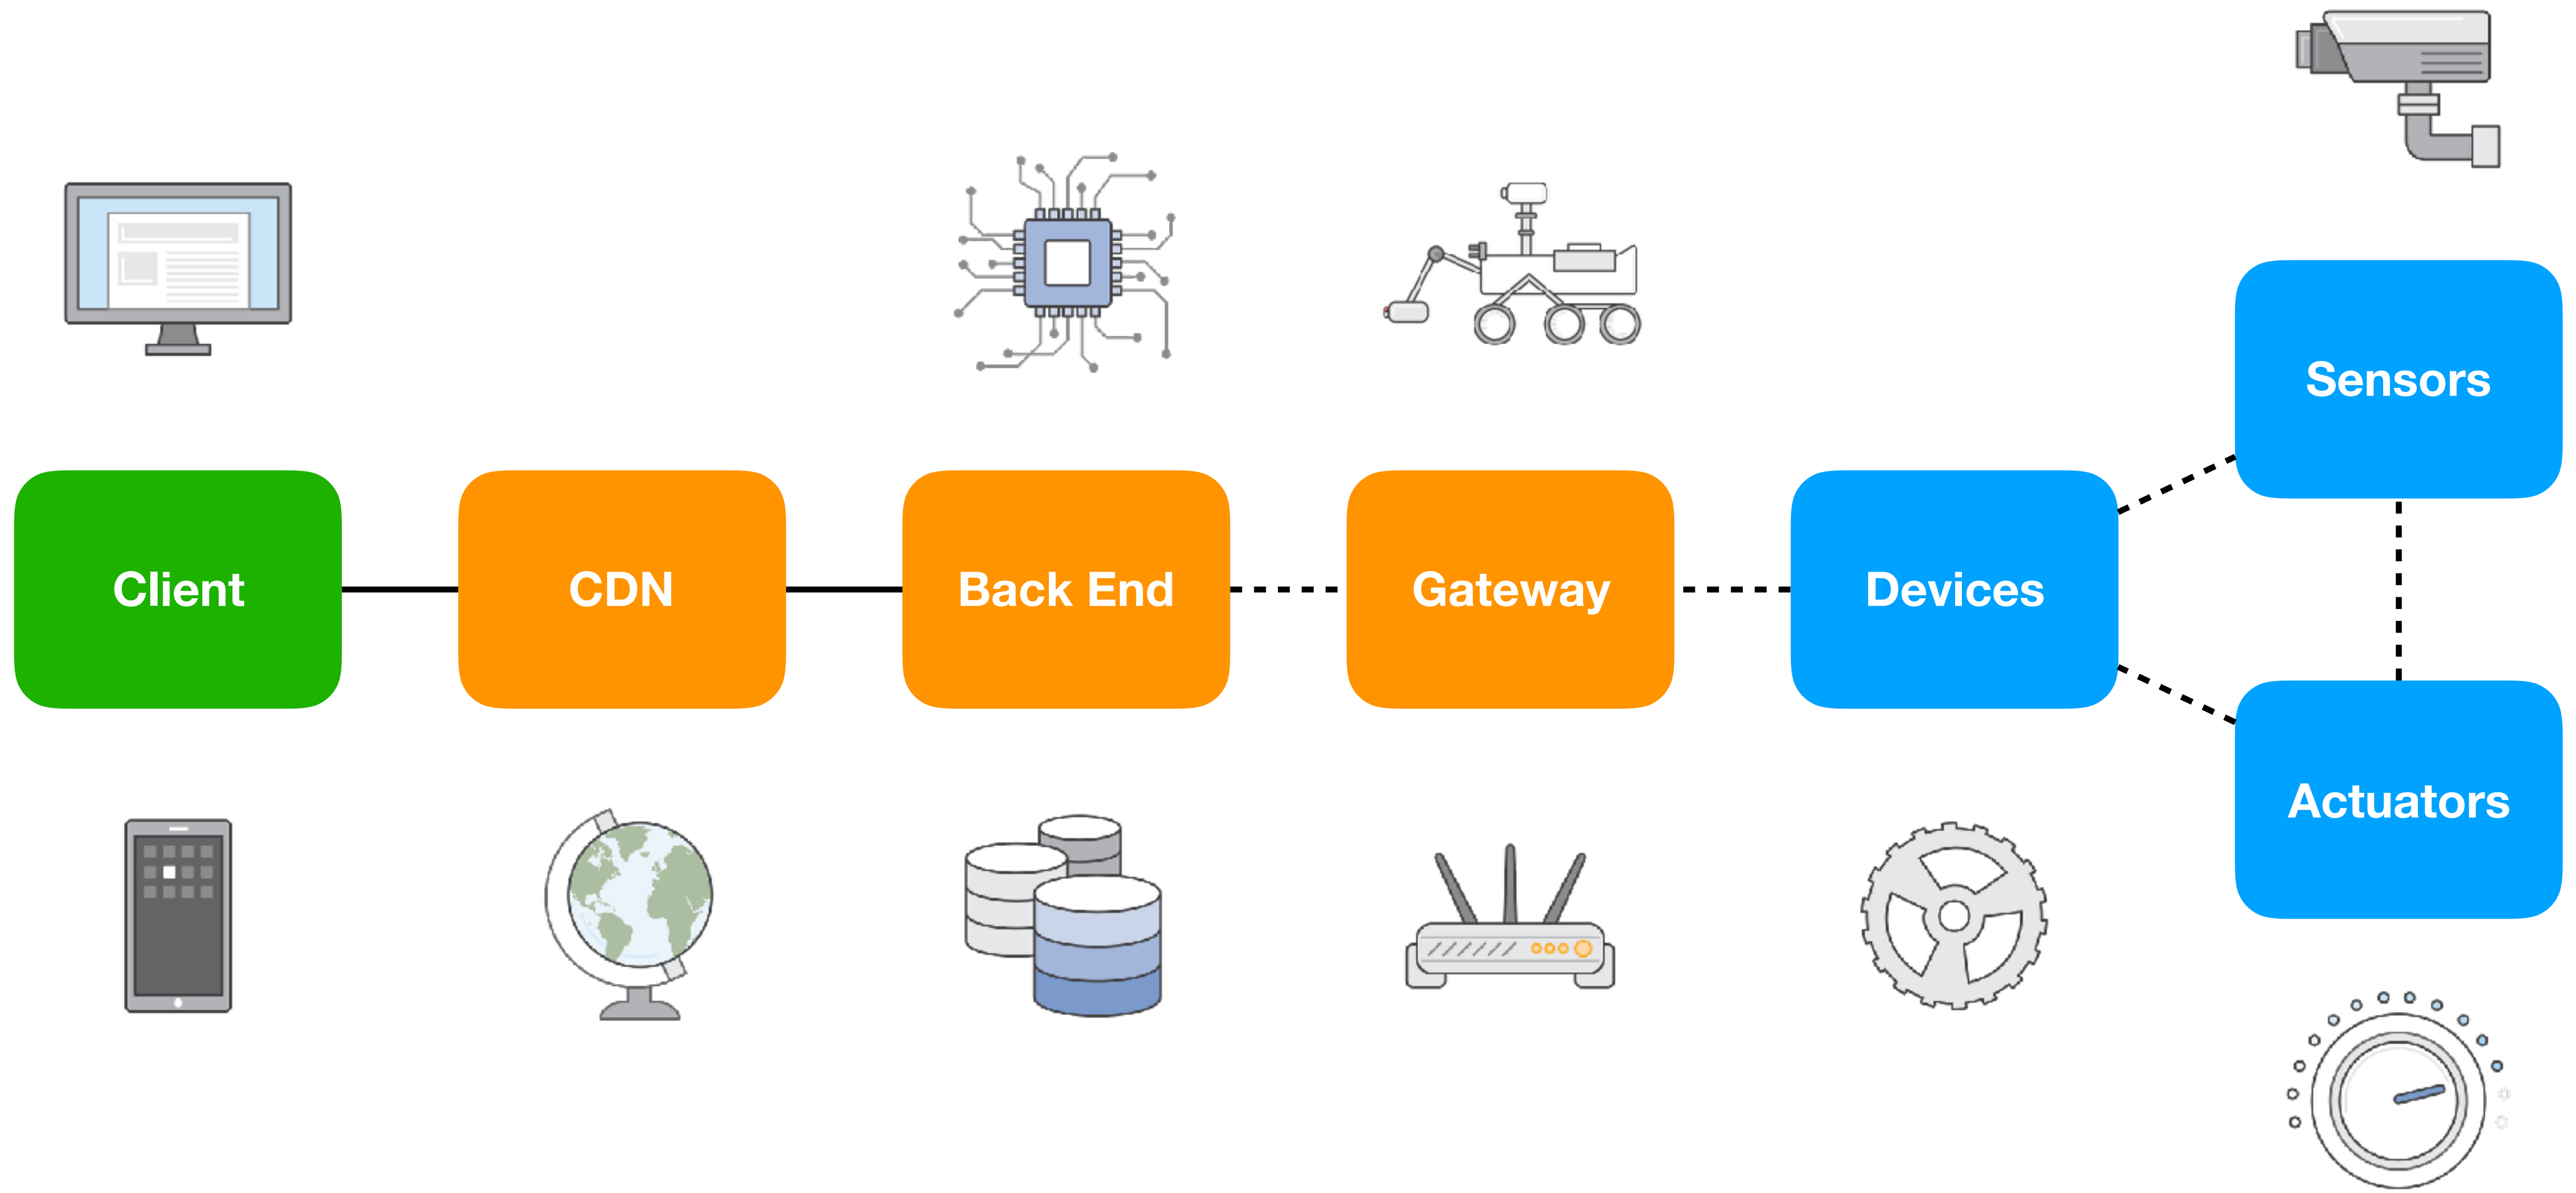 Client
CDN
Back End
Gateway
Devices
Sensors
Actuators